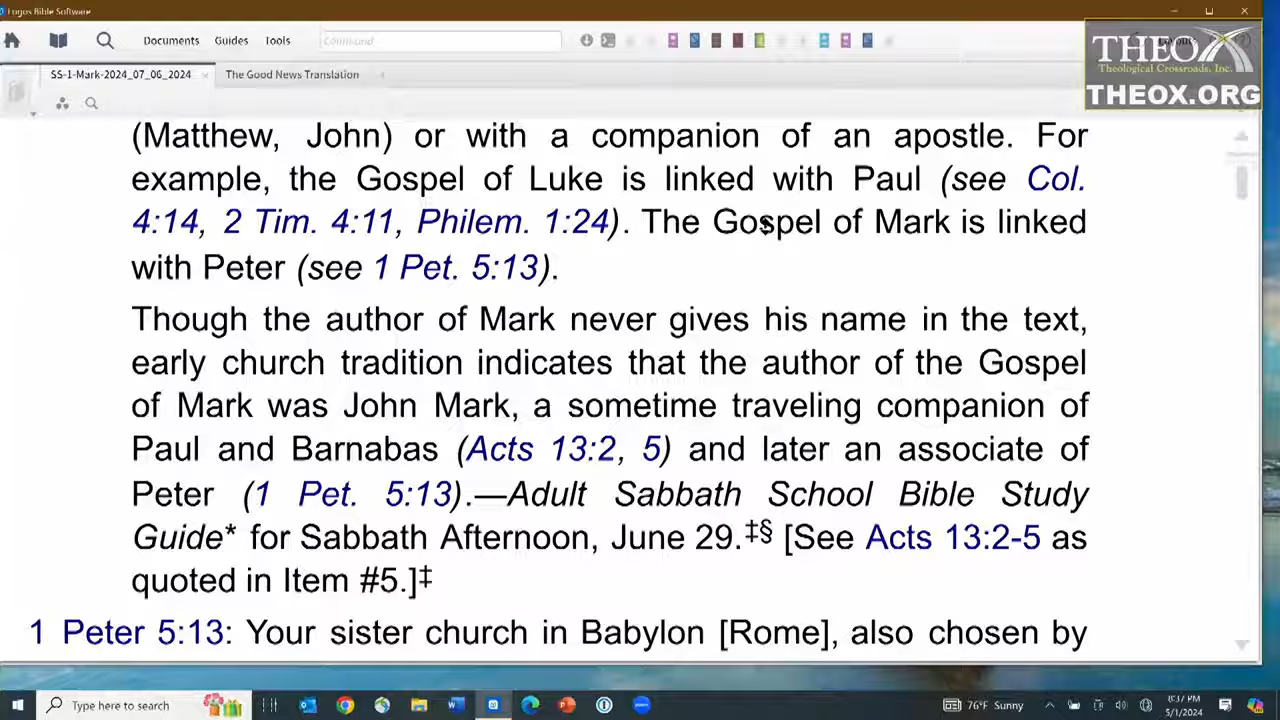 Logos Bible Software
Documents Guides Tools Command
THEOX
Theological Crossroads, Inc.
THEOX.ORG
SS-1-Mark-2024_07_06_2024 The Good News Translation
(Matthew, John) or with a companion of an apostle. For
example, the Gospel of Luke is linked with Paul (see Col.
4:14, 2 Tim. 4:11, Philem. 1:24). The Gospel of Mark is linked
with Peter (see 1 Pet. 5:13).
Though the author of Mark never gives his name in the text,
early church tradition indicates that the author of the Gospel
of Mark was John Mark, a sometime traveling companion of
Paul and Barnabas (Acts 13:2, 5) and later an associate of
Peter (1 Pet. 5:13).—Adult Sabbath School Bible Study
Guide* for Sabbath Afternoon, June 29.‡§ [See Acts 13:2-5 as
quoted in Item #5.]‡
1 Peter 5:13: Your sister church in Babylon [Rome], also chosen by
Type here to search
76°F Sunny
8:37 PM
5/1/2024